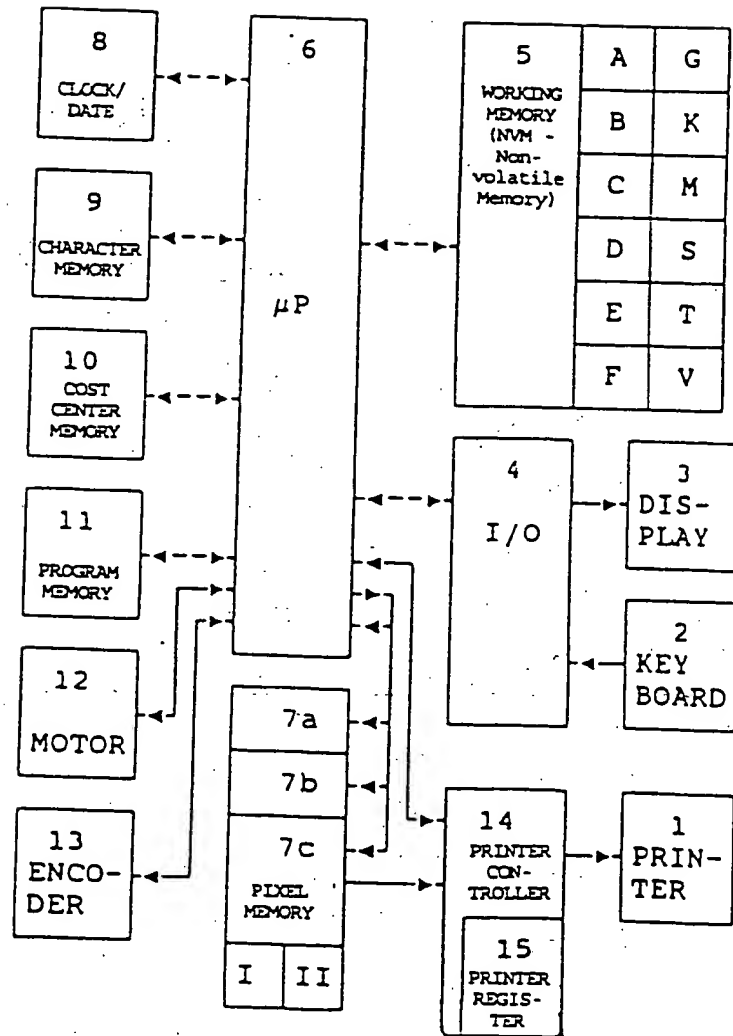 8
CLOCK/
DATE
9
CHARACTER
MEMORY
10
COST
CENTER
MEMORY
11
PROGRAM
MEMORY
12
MOTOR
13
ENCO-
DER
6
μP
7a
7b
7c
PIXEL
MEMORY
I II
5
WORKING
MEMORY
(NVM -
Non-
volatile
Memory)
A G
B K
C M
D S
E T
F V
4
I/O
3
DIS-
PLAY
2
KEY
BOARD
14
PRINTER
CON-
TROLLER
15
PRINTER
REGIS-
TER
1
PRIN-
TER